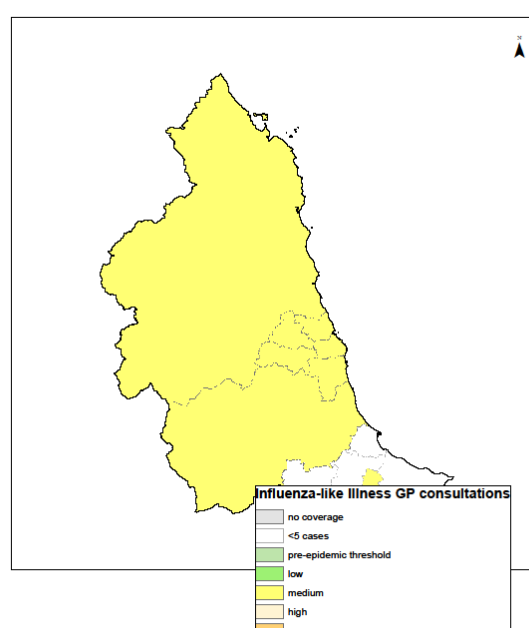 Influenza-like Illness GP consultations
no coverage
<5 cases
pre-epidemic threshold
low
medium
high